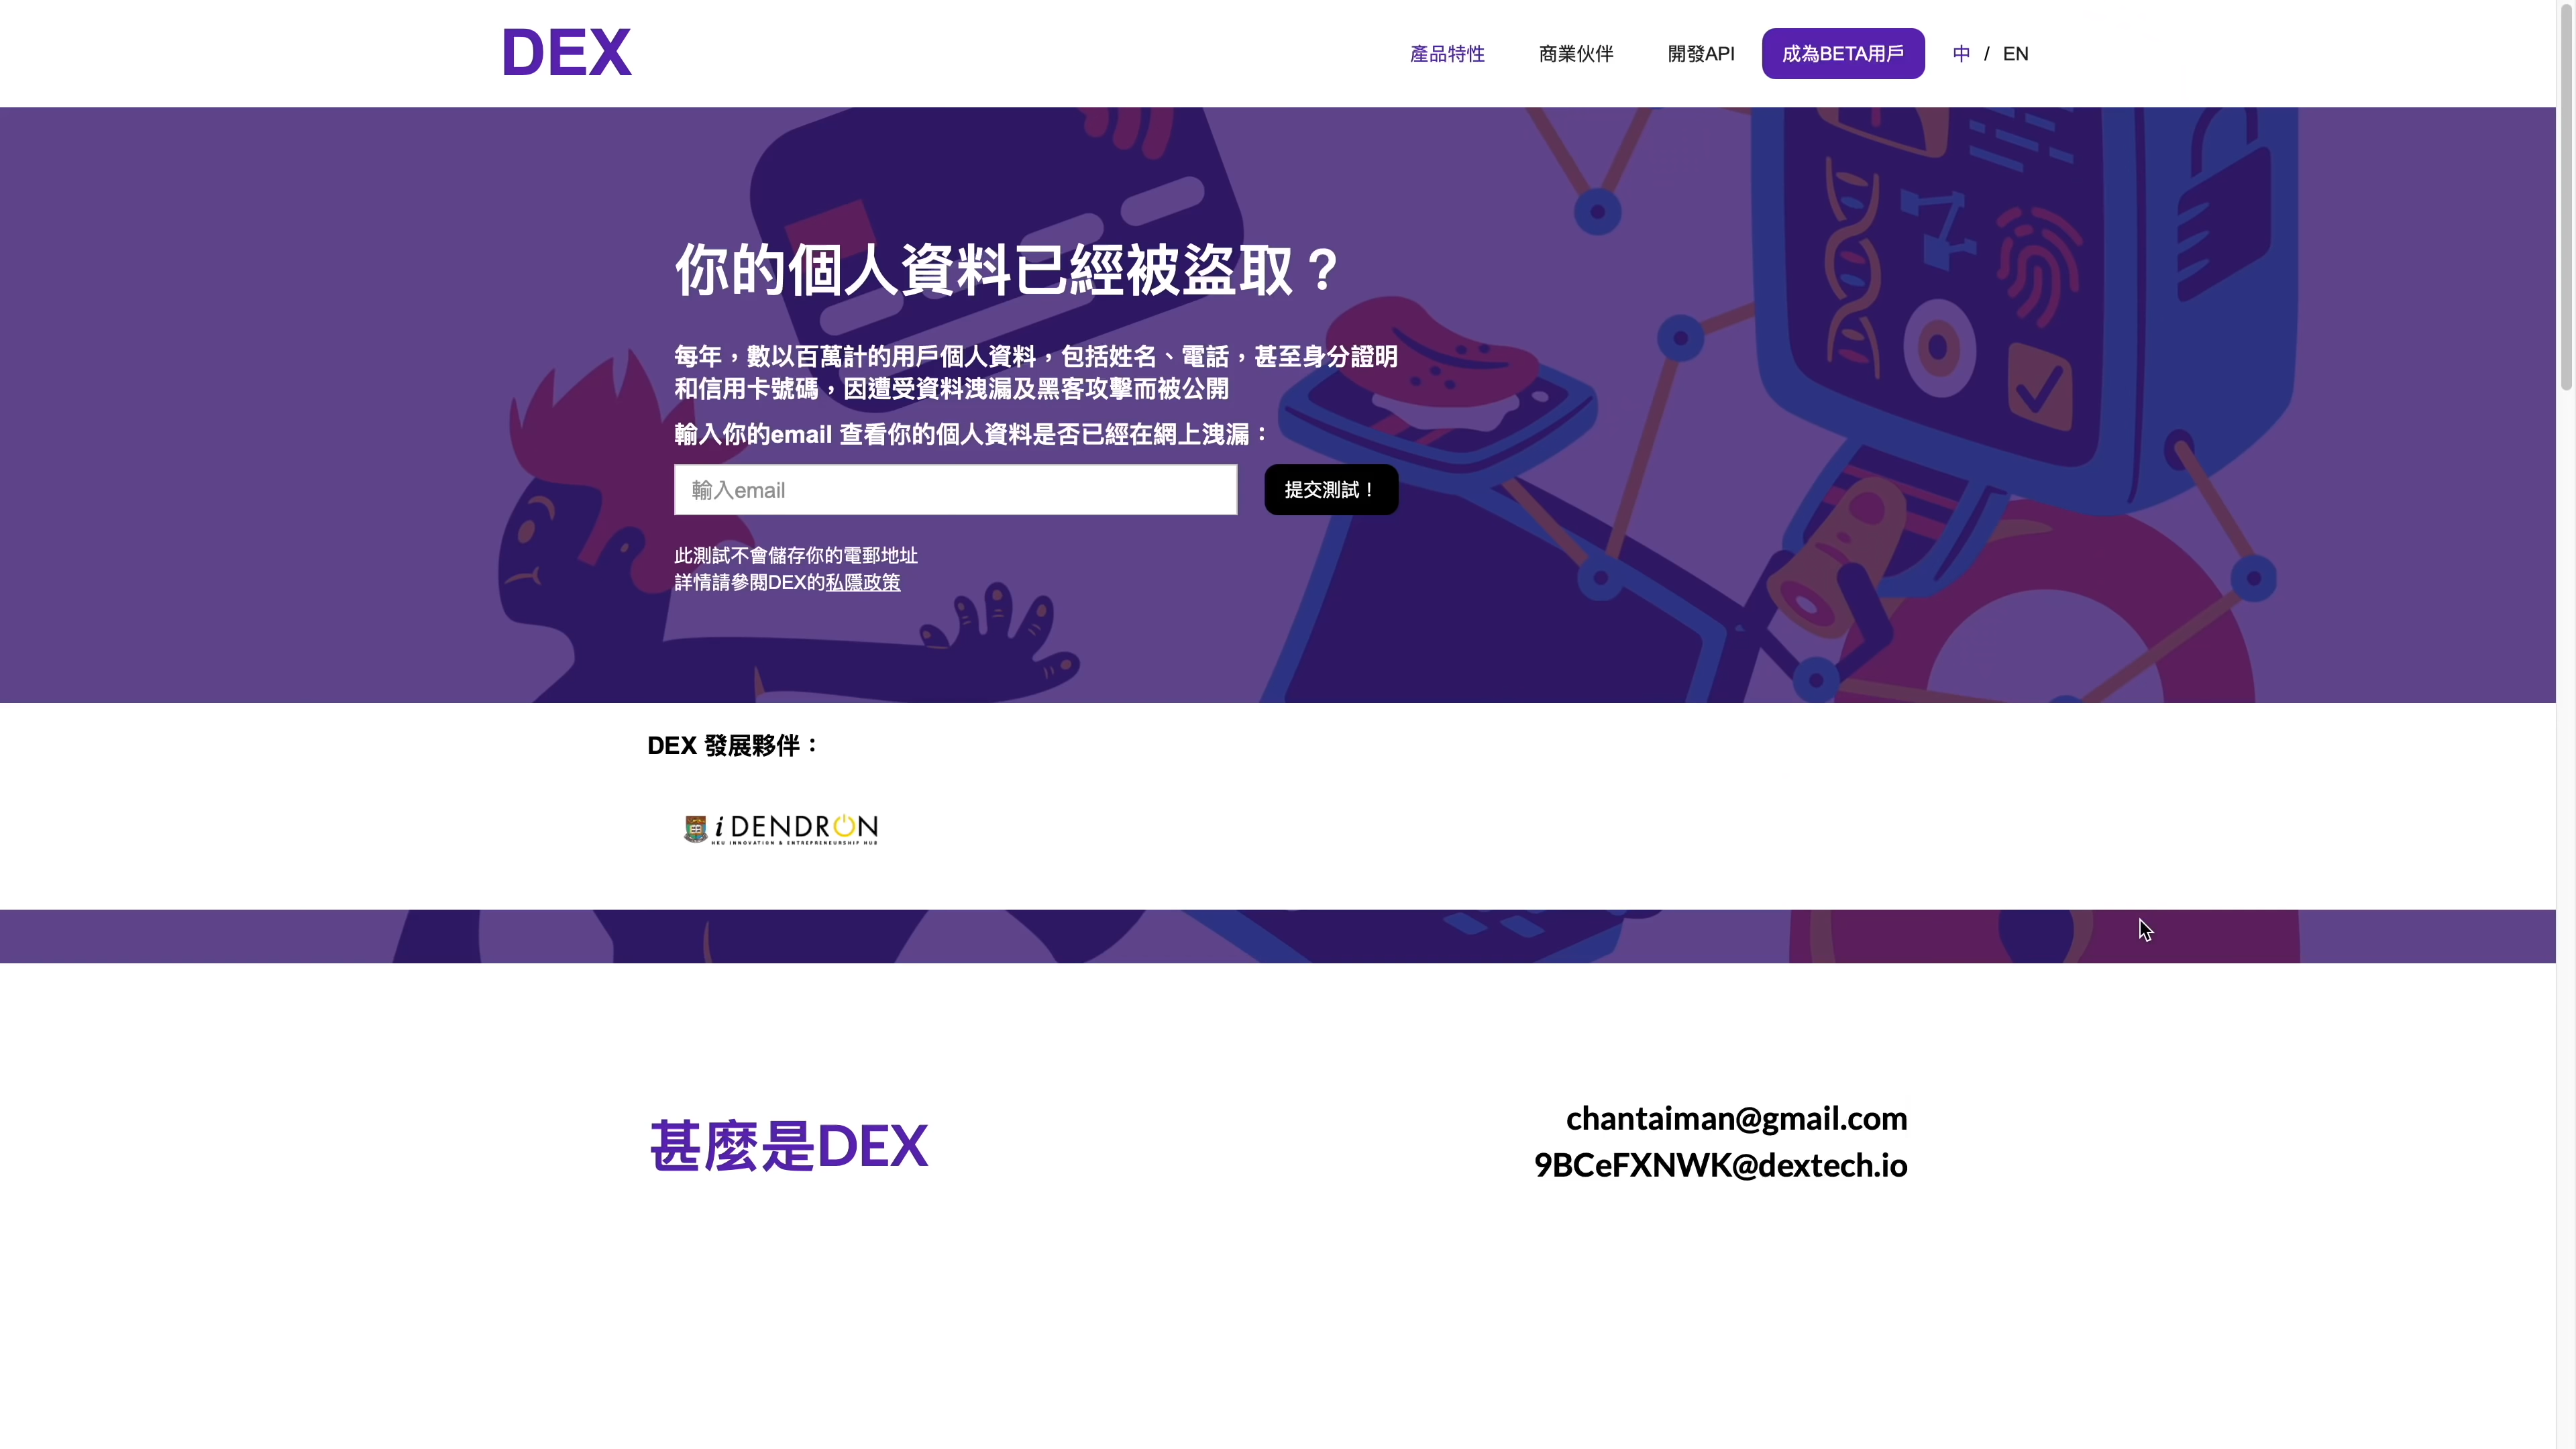 DEX
產品特性
商業伙伴
開發API
成為BETA用戶
中 / EN
你的個人資料已經被盜取？
每年，數以百萬計的用戶個人資料，包括姓名、電話，甚至身分證明
和信用卡號碼，因遭受資料洩漏及黑客攻擊而被公開
輸入你的email 查看你的個人資料是否已經在網上洩漏：
輸入email
提交測試！
此測試不會儲存你的電郵地址
詳情請參閱DEX的私隱政策
DEX 發展夥伴：
iDENDRON
HKU INNOVATION & ENTREPRENEURSHIP HUB
甚麼是DEX
chantaiman@gmail.com
9BCeFXNWK@dextech.io